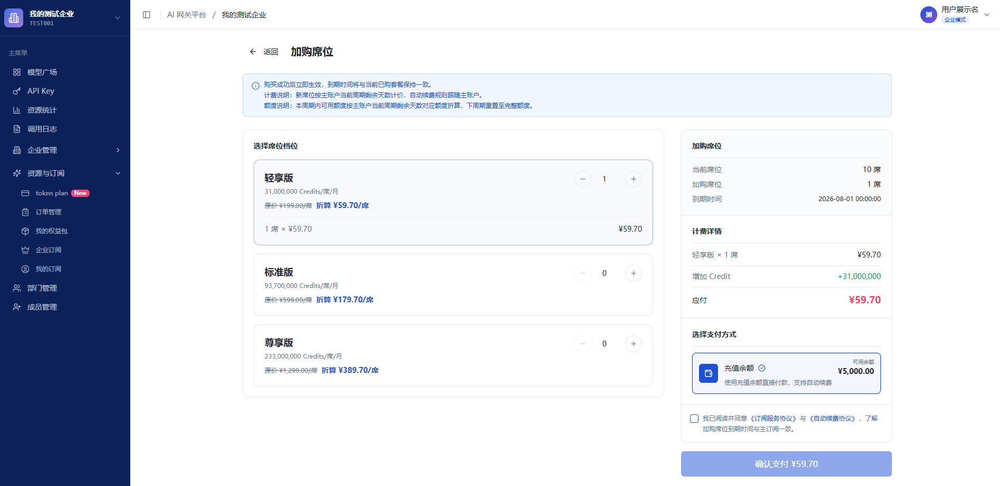 我的测试企业
TEST001
主菜单
模型广场
API Key
资源统计
调用日志
企业管理
资源与订阅
token plan New
订单管理
我的权益包
企业订阅
我的订阅
部门管理
成员管理
AI 网关平台 / 我的测试企业
测
用户展示名
企业模式
返回 加购席位
购买成功后立即生效，到期时间将与当前已购套餐保持一致。
计费说明：新席位按主账户当前周期剩余天数计价，自动续费规则跟随主账户。
额度说明：本周期内可用额度按主账户当前周期剩余天数对应额度折算，下周期重置至完整额度。
选择席位档位
轻享版
31,000,000 Credits/席/月
原价 ¥199.00/席 折算 ¥59.70/席
1
1 席 × ¥59.70 ¥59.70
标准版
93,700,000 Credits/席/月
原价 ¥599.00/席 折算 ¥179.70/席
0
尊享版
233,000,000 Credits/席/月
原价 ¥1,299.00/席 折算 ¥389.70/席
0
加购席位
当前席位 10 席
加购席位 1 席
到期时间 2026-08-01 00:00:00
计费详情
轻享版 × 1 席 ¥59.70
增加 Credit +31,000,000
应付 ¥59.70
选择支付方式
充值余额
使用充值余额直接付款，支持自动续费
可用余额
¥5,000.00
我已阅读并同意《订阅服务协议》与《自动续费协议》，了解
加购席位到期时间与主订阅一致。
确认支付 ¥59.70